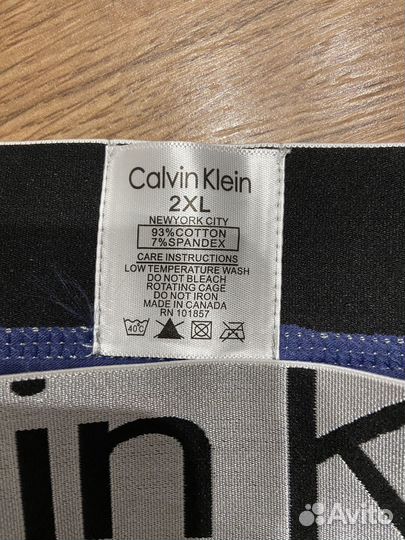 Calvin Klein
2XL
NEWYORK CITY
93%COTTON
7%SPANDEX
CARE INSTRUCTIONS
LOW TEMPERATURE WASH
DO NOT BLEACH
ROTATING CAGE
DO NOT IRON
MADE IN CANADA
RN 101857
40C
in K
Avito